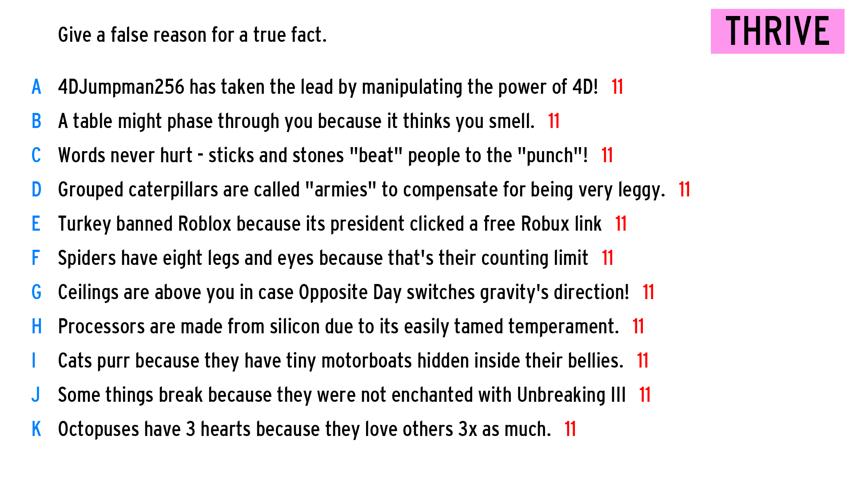 Give a false reason for a true fact.
THRIVE
A 4DJumpman256 has taken the lead by manipulating the power of 4D! 11
B A table might phase through you because it thinks you smell. 11
C Words never hurt - sticks and stones "beat" people to the "punch"! 11
D Grouped caterpillars are called "armies" to compensate for being very leggy. 11
E Turkey banned Roblox because its president clicked a free Robux link 11
F Spiders have eight legs and eyes because that's their counting limit 11
G Ceilings are above you in case Opposite Day switches gravity's direction! 11
H Processors are made from silicon due to its easily tamed temperament. 11
I Cats purr because they have tiny motorboats hidden inside their bellies. 11
J Some things break because they were not enchanted with Unbreaking III 11
K Octopuses have 3 hearts because they love others 3x as much. 11